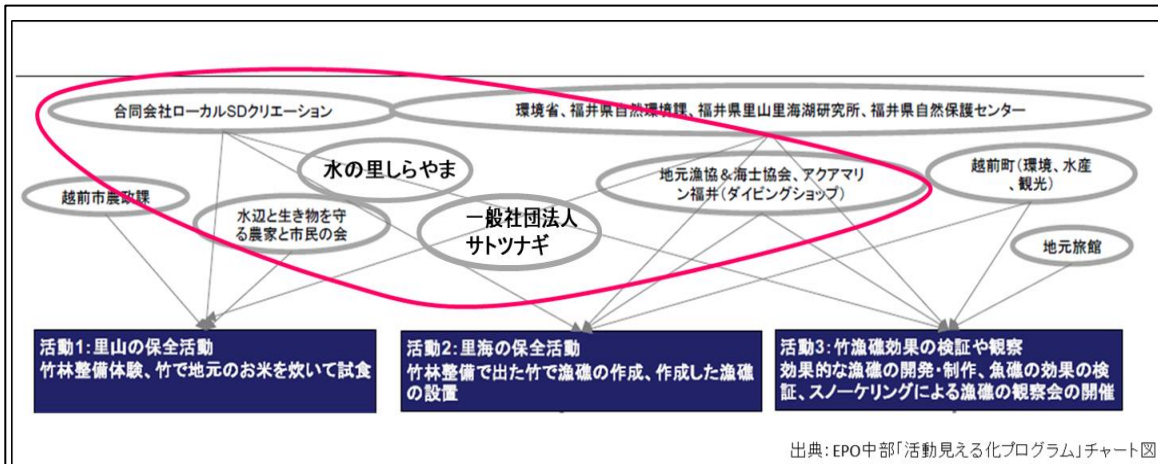 合同会社ローカルSDクリエーション
環境省、福井県自然環境課、福井県里山里海湖研究所、福井県自然保護センター
水の里しらやま
地元漁協&海士協会、アクアマリ
ン福井(ダイビングショップ)
越前町(環境、水産
、観光)
越前市農政課
水辺と生き物を守
る農家と市民の会
一般社団法人
サトツナギ
地元旅館
活動1:里山の保全活動
竹林整備体験、竹で地元のお米を炊いて試食
活動2:里海の保全活動
竹林整備で出た竹で漁礁の作成、作成した漁礁
の設置
活動3:竹漁礁効果の検証や観察
効果的な漁礁の開発・制作、魚礁の効果の検
証、スノーケリングによる漁礁の観察会の開催
出典:EPO中部「活動見える化プログラム」チャート図